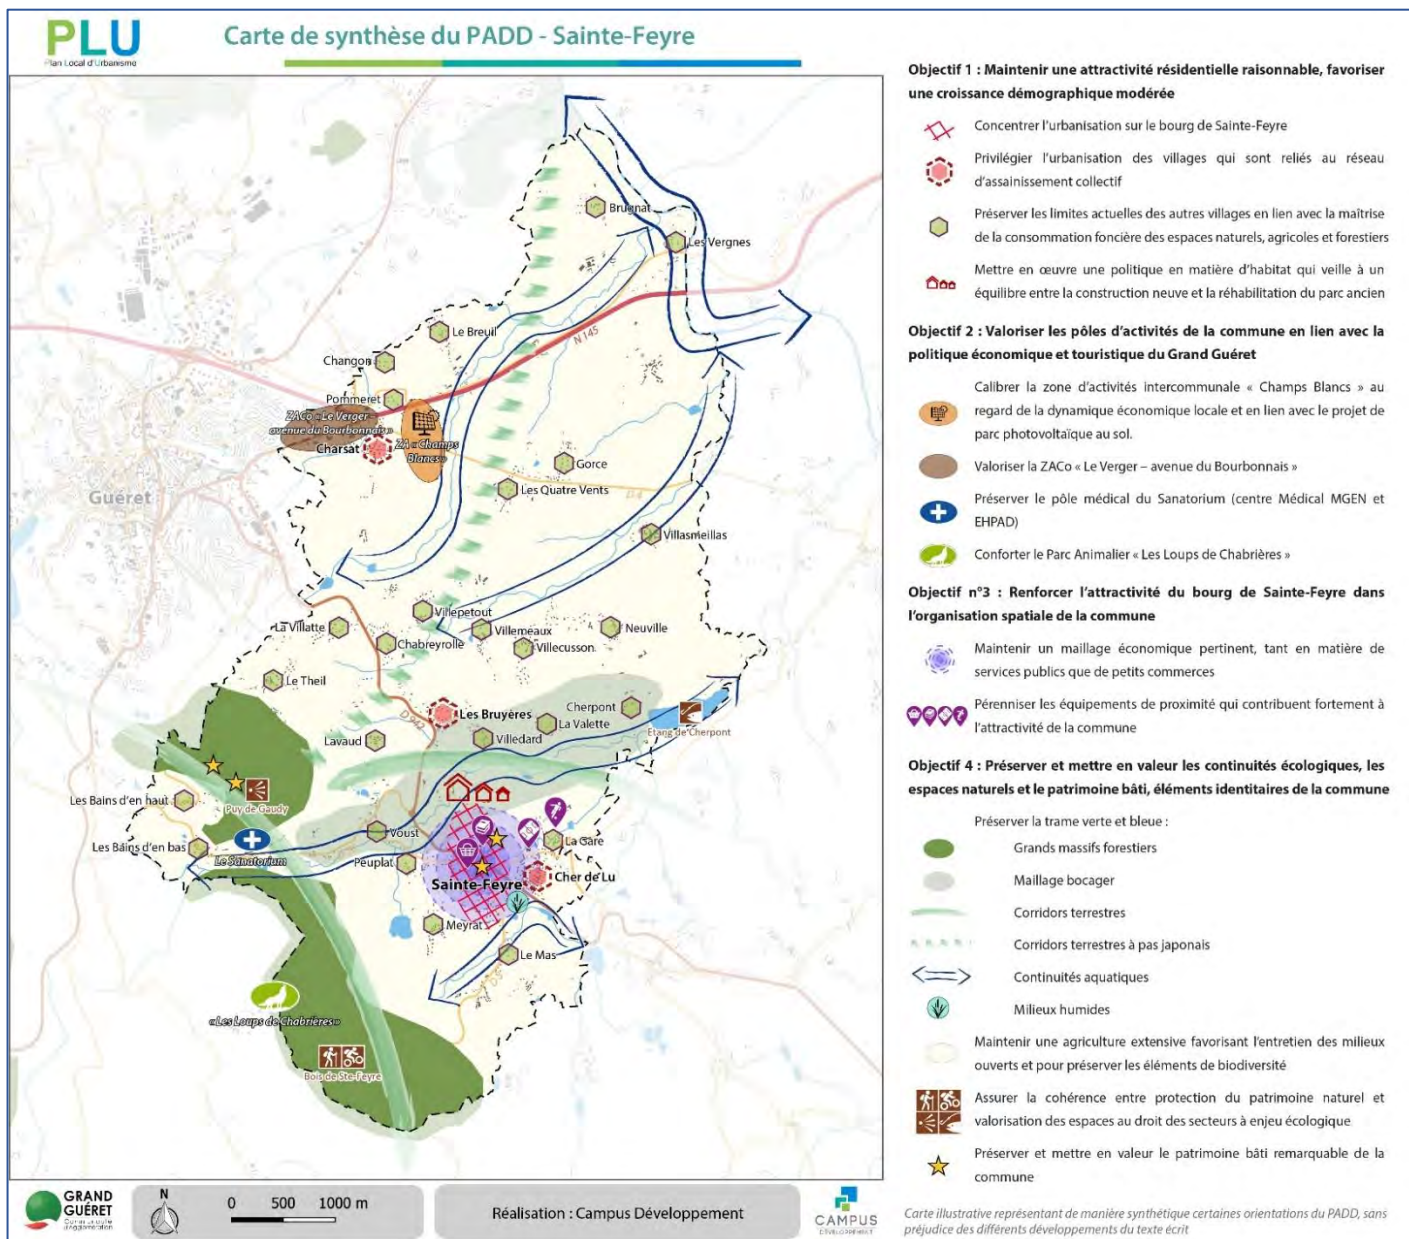 PLU
Plan Local d'Urbanisme
Carte de synthèse du PADD - Sainte-Feyre
Brugnat
Les Vergnes
Le Breuil
N 145
Changon
Pommeret
ZACo « Le Verger –
avenue du Bourbonnais »
Charsat
ZA « Champs
Blancs »
Guéret
Gorce
D 4
Les Quatre Vents
Villasmeillas
Villepetout
La Villatte
Villemeaux
Neuville
Chabreyrolle
Villecusson
Le Theil
D 942
Les Bruyères
Cherpont
La Valette
Etang de Cherpont
Lavaud
Villedard
Les Bains d'en haut
Puy de Gaudy
Voust
La Gare
Les Bains d'en bas
Le Sanatorium
Peuplat
Sainte-Feyre
Cher de Lu
Meyrat
Le Mas
D 5
« Les Loups de Chabrières »
Bois de Ste-Feyre
GRAND
GUÉRET
Communauté
d'Agglomération
N
0 500 1000 m
Réalisation : Campus Développement
CAMPUS
DÉVELOPPEMENT
Objectif 1 : Maintenir une attractivité résidentielle raisonnable, favoriser
une croissance démographique modérée
Concentrer l'urbanisation sur le bourg de Sainte-Feyre
Privilégier l'urbanisation des villages qui sont reliés au réseau
d'assainissement collectif
Préserver les limites actuelles des autres villages en lien avec la maîtrise
de la consommation foncière des espaces naturels, agricoles et forestiers
Mettre en œuvre une politique en matière d'habitat qui veille à un
équilibre entre la construction neuve et la réhabilitation du parc ancien
Objectif 2 : Valoriser les pôles d'activités de la commune en lien avec la
politique économique et touristique du Grand Guéret
Calibrer la zone d'activités intercommunale « Champs Blancs » au
regard de la dynamique économique locale et en lien avec le projet de
parc photovoltaïque au sol.
Valoriser la ZACo « Le Verger – avenue du Bourbonnais »
Préserver le pôle médical du Sanatorium (centre Médical MGEN et
EHPAD)
Conforter le Parc Animalier « Les Loups de Chabrières »
Objectif n°3 : Renforcer l'attractivité du bourg de Sainte-Feyre dans
l'organisation spatiale de la commune
Maintenir un maillage économique pertinent, tant en matière de
services publics que de petits commerces
Pérenniser les équipements de proximité qui contribuent fortement à
l'attractivité de la commune
Objectif 4 : Préserver et mettre en valeur les continuités écologiques, les
espaces naturels et le patrimoine bâti, éléments identitaires de la commune
Préserver la trame verte et bleue :
Grands massifs forestiers
Maillage bocager
Corridors terrestres
Corridors terrestres à pas japonais
Continuités aquatiques
Milieux humides
Maintenir une agriculture extensive favorisant l'entretien des milieux
ouverts et pour préserver les éléments de biodiversité
Assurer la cohérence entre protection du patrimoine naturel et
valorisation des espaces au droit des secteurs à enjeu écologique
Préserver et mettre en valeur le patrimoine bâti remarquable de la
commune
Carte illustrative représentant de manière synthétique certaines orientations du PADD, sans
préjudice des différents développements du texte écrit